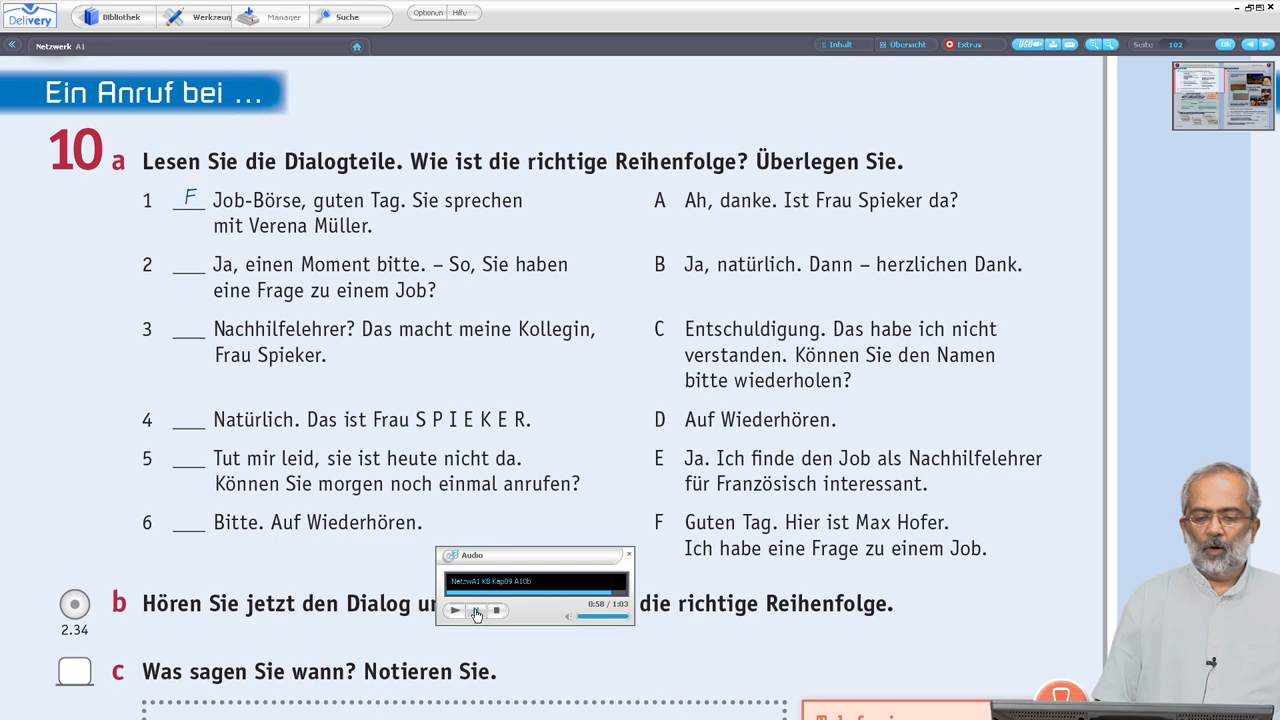 Delivery
Bibliothek
Werkzeug
Manager
Suche
Optionen
Hilfe
Netzwerk A1
Inhalt
Übersicht
Extras
Seite 102
Ok
Ein Anruf bei ...
10 a Lesen Sie die Dialogteile. Wie ist die richtige Reihenfolge? Überlegen Sie.
1 F Job-Börse, guten Tag. Sie sprechen
mit Verena Müller.
2 ___ Ja, einen Moment bitte. – So, Sie haben
eine Frage zu einem Job?
3 ___ Nachhilfelehrer? Das macht meine Kollegin,
Frau Spieker.
4 ___ Natürlich. Das ist Frau S P I E K E R.
5 ___ Tut mir leid, sie ist heute nicht da.
Können Sie morgen noch einmal anrufen?
6 ___ Bitte. Auf Wiederhören.
A Ah, danke. Ist Frau Spieker da?
B Ja, natürlich. Dann – herzlichen Dank.
C Entschuldigung. Das habe ich nicht
verstanden. Können Sie den Namen
bitte wiederholen?
D Auf Wiederhören.
E Ja. Ich finde den Job als Nachhilfelehrer
für Französisch interessant.
F Guten Tag. Hier ist Max Hofer.
Ich habe eine Frage zu einem Job.
Audio
NetzwA1 KB Kap09 A10b
0:58 / 1:03
b Hören Sie jetzt den Dialog die richtige Reihenfolge.
2.34
c Was sagen Sie wann? Notieren Sie.